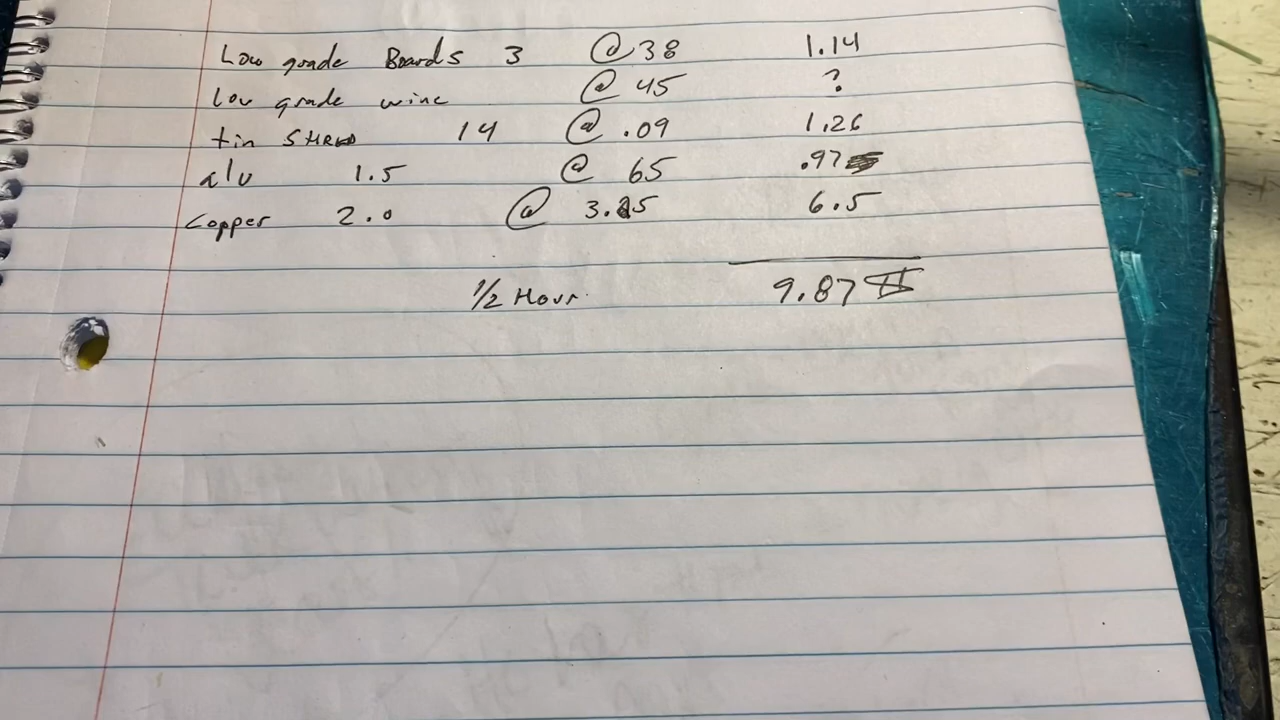 Low grade Boards 3 @ 38 1.14
low grade wire @ 45 ?
tin SHRED 14 @ .09 1.26
alu 1.5 @ 65 .97
Copper 2.0 @ 3.25 6.5
1/2 Hour 9.87